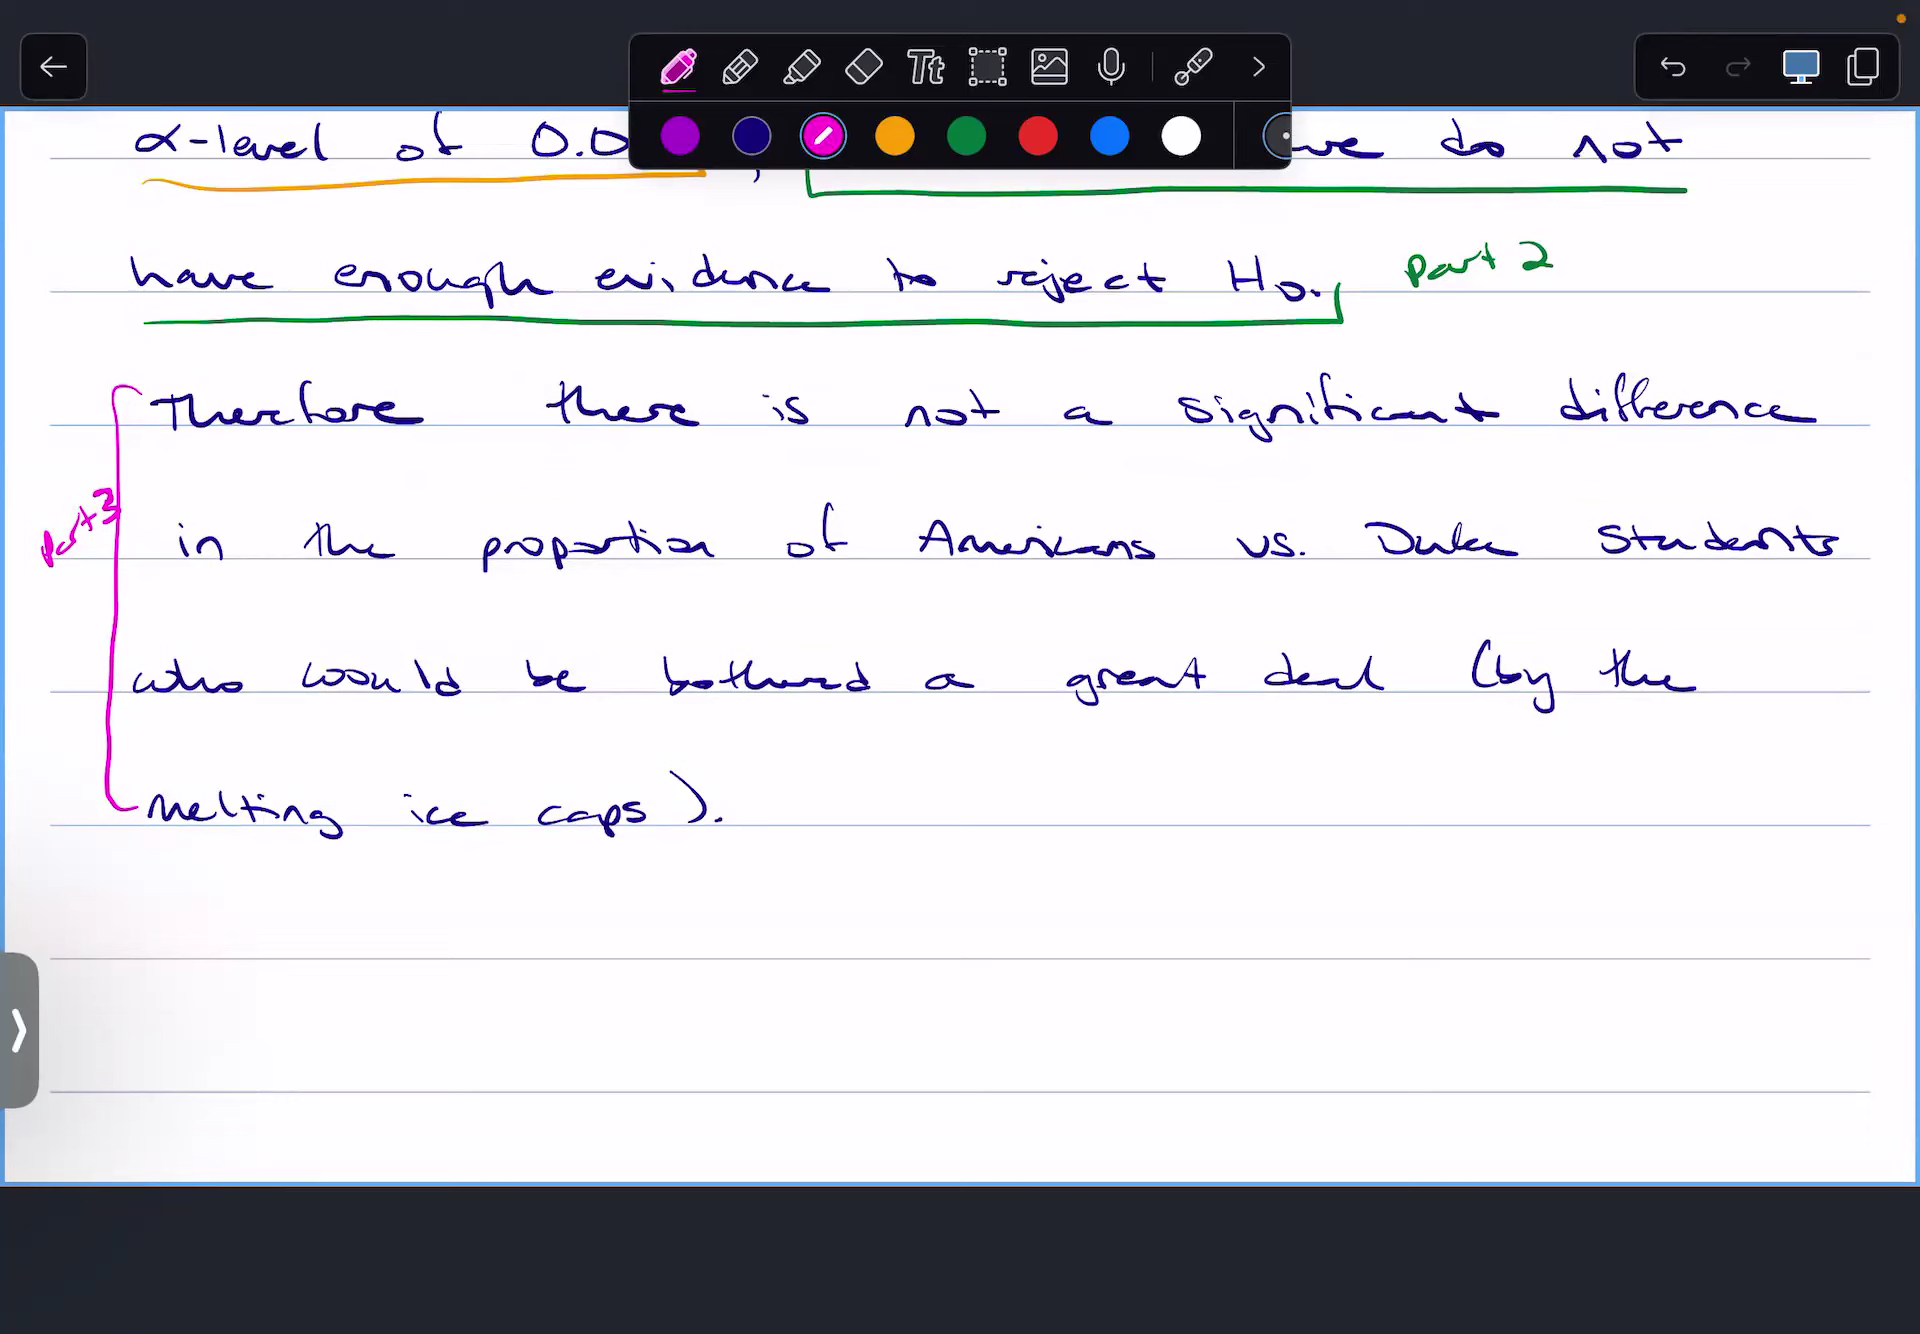 Tt
α-level of 0.0 we do not
have enough evidence to reject H0. part 2
Therefore there is not a significant difference
part 3
in the proportion of Americans vs. Duke Students
who would be bothered a great deal (by the
melting ice caps).